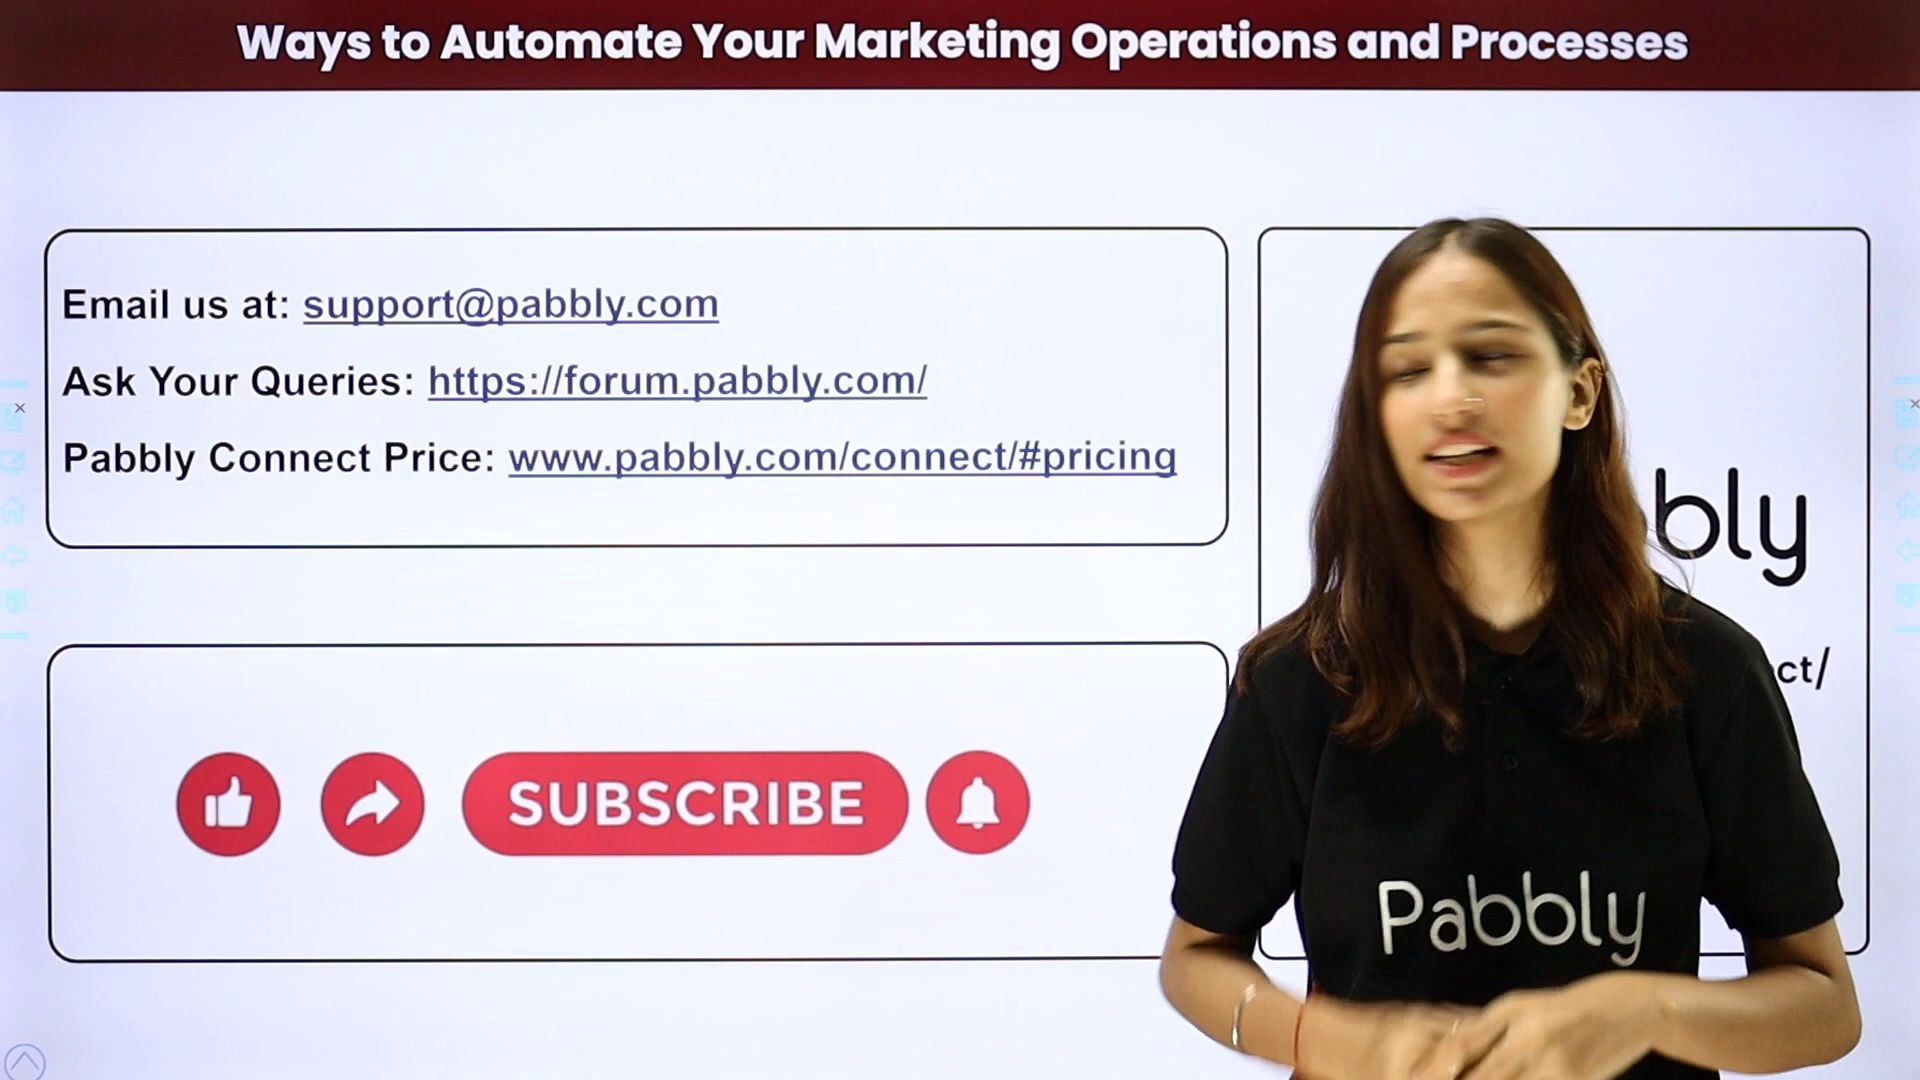 Ways to Automate Your Marketing Operations and Processes
Email us at: support@pabbly.com
Ask Your Queries: https://forum.pabbly.com/
Pabbly Connect Price: www.pabbly.com/connect/#pricing
bly
ct/
SUBSCRIBE
Pabbly